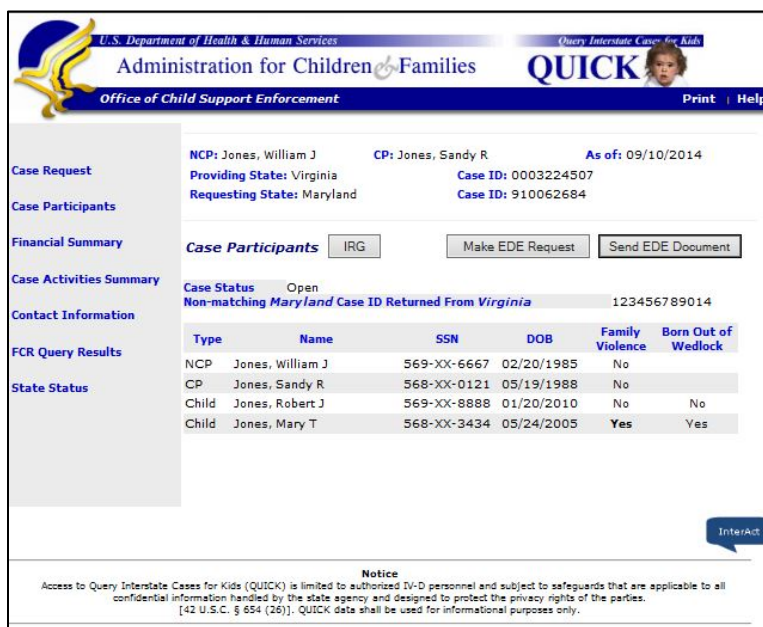 U.S. Department of Health & Human Services
Query Interstate Cases for Kids
Administration for Children & Families
QUICK
Office of Child Support Enforcement
Print | Help
NCP: Jones, William J CP: Jones, Sandy R As of: 09/10/2014
Providing State: Virginia Case ID: 0003224507
Requesting State: Maryland Case ID: 910062684
Case Request
Case Participants
Financial Summary
Case Activities Summary
Contact Information
FCR Query Results
State Status
Case Participants IRG Make EDE Request Send EDE Document
Case Status Open
Non-matching Maryland Case ID Returned From Virginia 123456789014
Type Name SSN DOB Family Violence Born Out of Wedlock
NCP Jones, William J 569-XX-6667 02/20/1985 No
CP Jones, Sandy R 568-XX-0121 05/19/1988 No
Child Jones, Robert J 569-XX-8888 01/20/2010 No No
Child Jones, Mary T 568-XX-3434 05/24/2005 Yes Yes
InterAct
Notice
Access to Query Interstate Cases for Kids (QUICK) is limited to authorized IV-D personnel and subject to safeguards that are applicable to all
confidential information handled by the state agency and designed to protect the privacy rights of the parties.
[42 U.S.C. § 654 (26)]. QUICK data shall be used for informational purposes only.